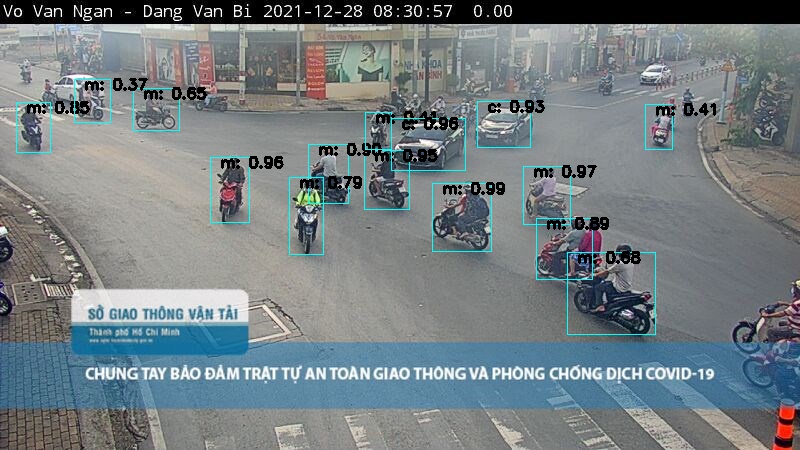 Vo Van Ngan - Dang Van Bi 2021-12-28 08:30:57 0.00
m: 0.37
m: 0.85
m: 0.65
c: 0.93
c: 0.96
m: 0.41
m: 0.96
m: 0.95
m: 0.97
m: 0.79
m: 0.99
m: 0.89
m: 0.68
NHA KHOA
SỞ GIAO THÔNG VẬN TẢI
Thành phố Hồ Chí Minh
CHUNG TAY BẢO ĐẢM TRẬT TỰ AN TOÀN GIAO THÔNG VÀ PHÒNG CHỐNG DỊCH COVID-19